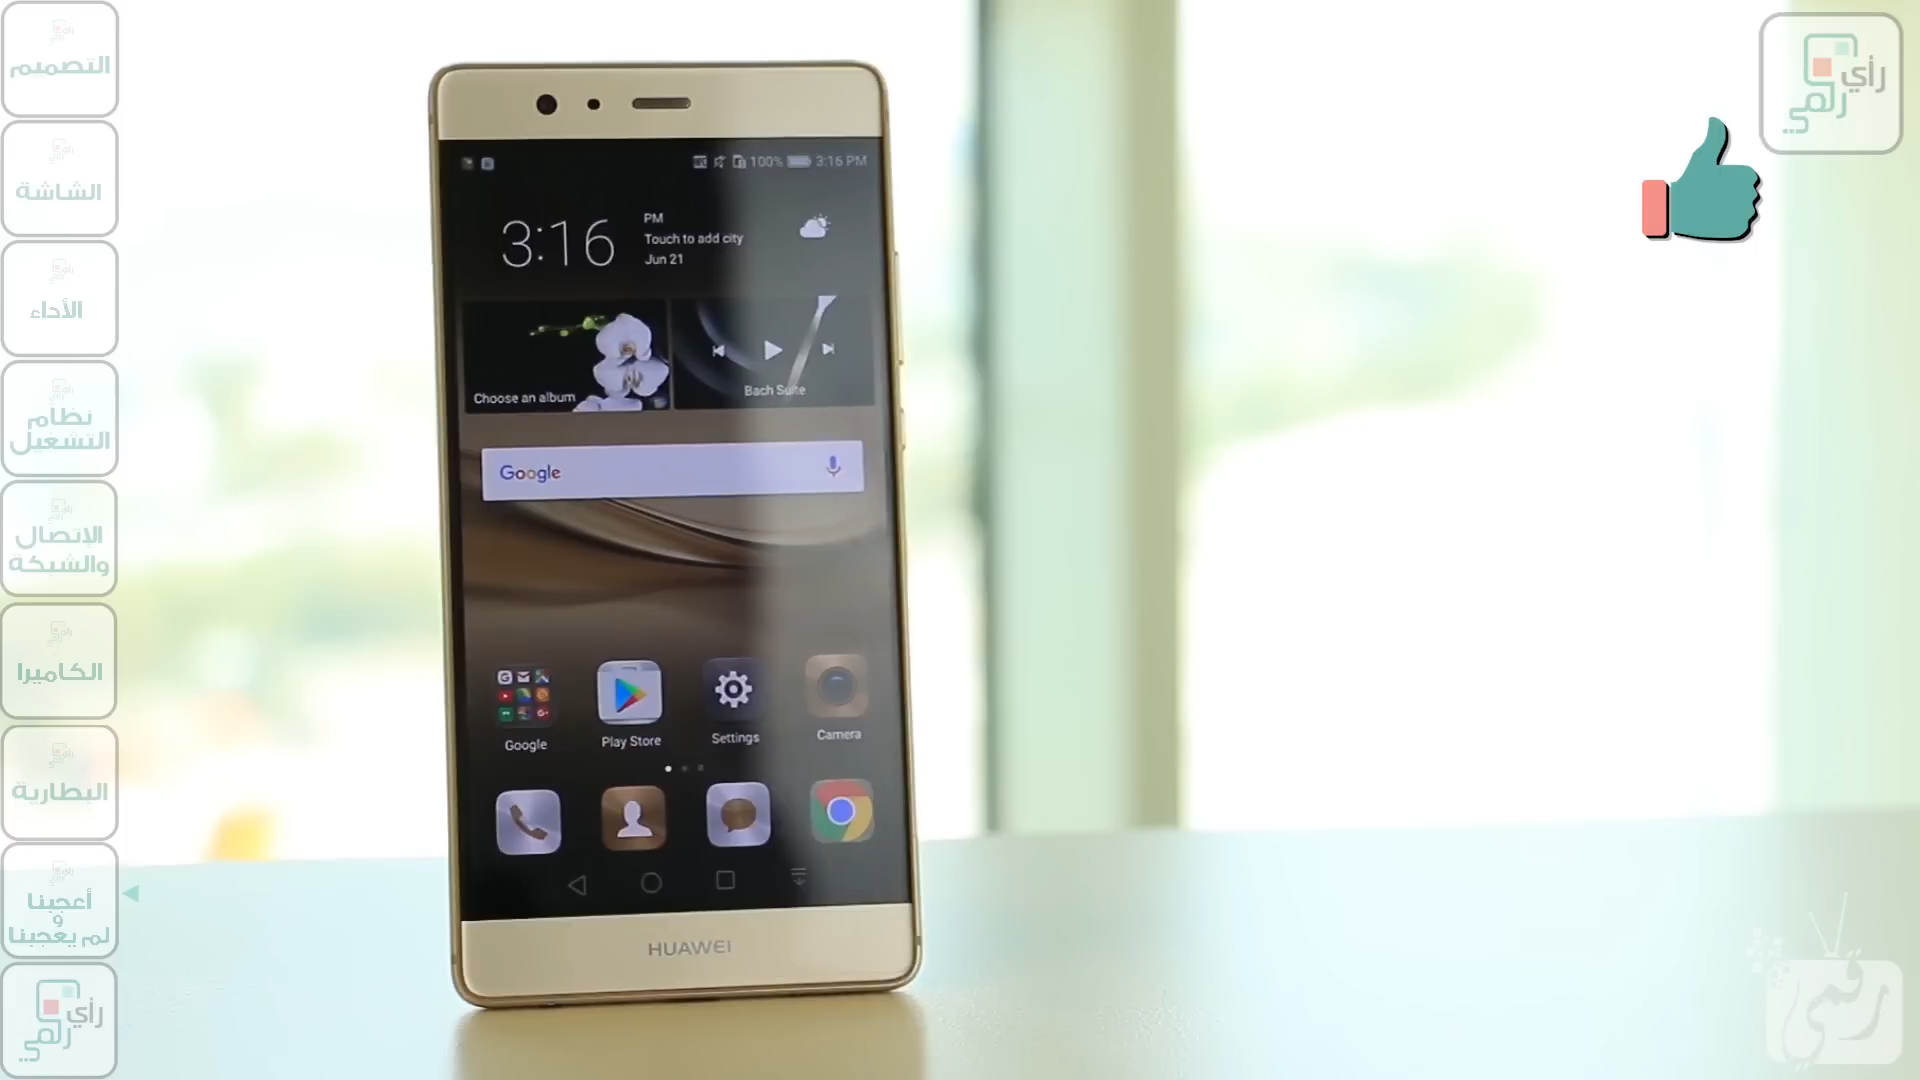 التصميم
الشاشة
الأداء
نظام
التشغيل
الإتصال
والشبكة
الكاميرا
البطارية
أعجبنا
و
لم يعجبنا
رأي
رقمي
رأي
رقمي
100% 3:16 PM
3:16
PM
Touch to add city
Jun 21
Choose an album
Bach Suite
Google
Google
Play Store
Settings
Camera
HUAWEI
رقمي